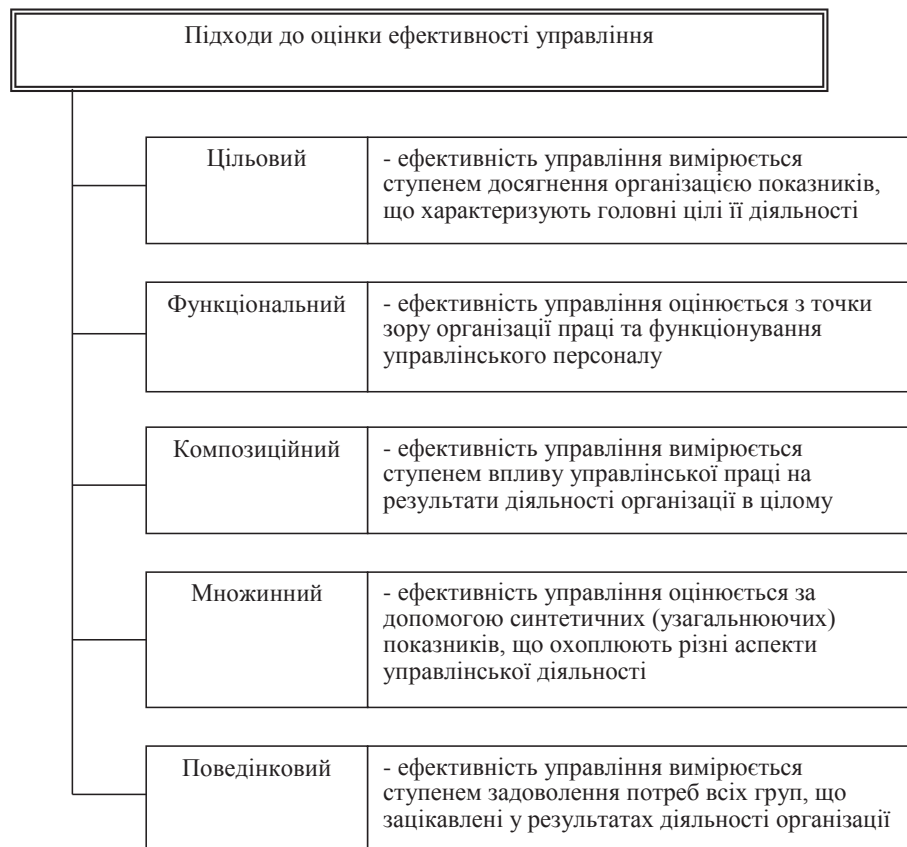 Підходи до оцінки ефективності управління
Цільовий
- ефективність управління вимірюється
ступенем досягнення організацією показників,
що характеризують головні цілі її діяльності
Функціональний
- ефективність управління оцінюється з точки
зору організації праці та функціонування
управлінського персоналу
Композиційний
- ефективність управління вимірюється
ступенем впливу управлінської праці на
результати діяльності організації в цілому
Множинний
- ефективність управління оцінюється за
допомогою синтетичних (узагальнюючих)
показників, що охоплюють різні аспекти
управлінської діяльності
Поведінковий
- ефективність управління вимірюється
ступенем задоволення потреб всіх груп, що
зацікавлені у результатах діяльності організації